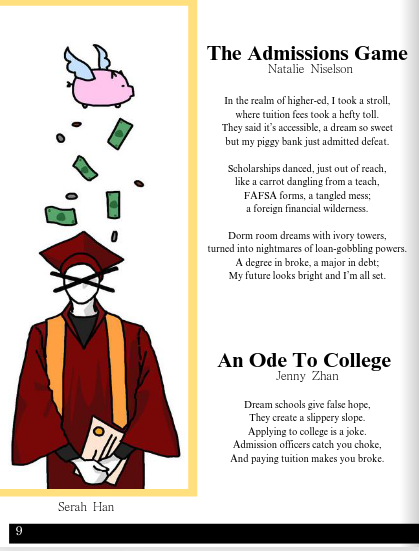 The Admissions Game
Natalie Niselson
In the realm of higher-ed, I took a stroll,
where tuition fees took a hefty toll.
They said it's accessible, a dream so sweet
but my piggy bank just admitted defeat.
Scholarships danced, just out of reach,
like a carrot dangling from a teach,
FAFSA forms, a tangled mess;
a foreign financial wilderness.
Dorm room dreams with ivory towers,
turned into nightmares of loan-gobbling powers.
A degree in broke, a major in debt;
My future looks bright and I'm all set.
An Ode To College
Jenny Zhan
Dream schools give false hope,
They create a slippery slope.
Applying to college is a joke.
Admission officers catch you choke,
And paying tuition makes you broke.
Serah Han
9